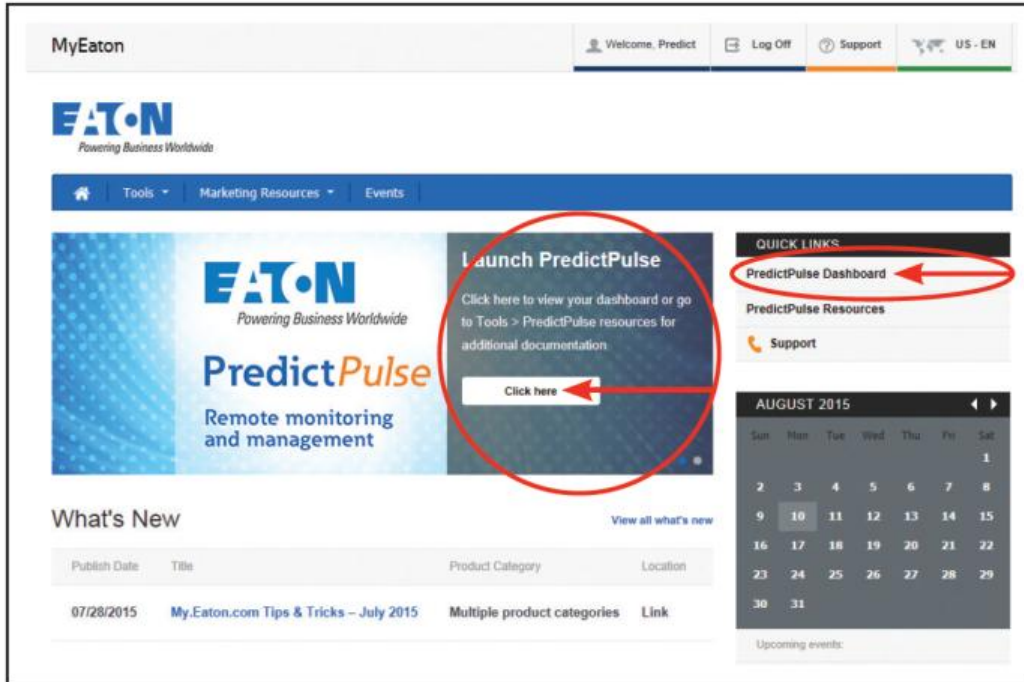 MyEaton
Welcome, Predict
Log Off
Support
US - EN
EATON
Powering Business Worldwide
Tools
Marketing Resources
Events
EATON
Powering Business Worldwide
PredictPulse
Remote monitoring
and management
Launch PredictPulse
Click here to view your dashboard or go
to Tools > PredictPulse resources for
additional documentation
Click here
QUICK LINKS
PredictPulse Dashboard
PredictPulse Resources
Support
What's New
View all what's new
Publish Date Title Product Category Location
07/28/2015 My.Eaton.com Tips & Tricks – July 2015 Multiple product categories Link
AUGUST 2015
Sun Mon Tue Wed Thu Fri Sat
1
2 3 4 5 6 7 8
9 10 11 12 13 14 15
16 17 18 19 20 21 22
23 24 25 26 27 28 29
30 31
Upcoming events: